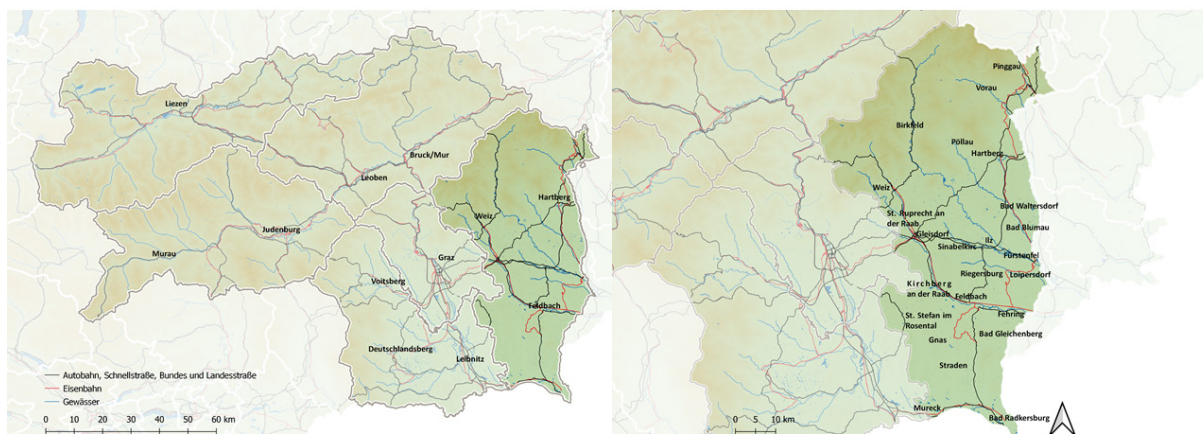 Liezen
Bruck/Mur
Leoben
Hartberg
Weiz
Judenburg
Murau
Graz
Voitsberg
Feldbach
Deutschlandsberg
Leibnitz
Autobahn, Schnellstraße, Bundes und Landesstraße
Eisenbahn
Gewässer
0 10 20 30 40 50 60 km
Pinggau
Vorau
Birkfeld
Pöllau
Hartberg
Weiz
Bad Waltersdorf
St. Ruprecht an
der Raab
Bad Blumau
Gleisdorf
Ilz
Sinabelkirc
Fürstenfel
Riegersburg
Loipersdorf
Kirchberg
an der Raab
Feldbach
St. Stefan im
Rosental
Fehring
Bad Gleichenberg
Gnas
Straden
Mureck
Bad Radkersburg
0 5 10 km